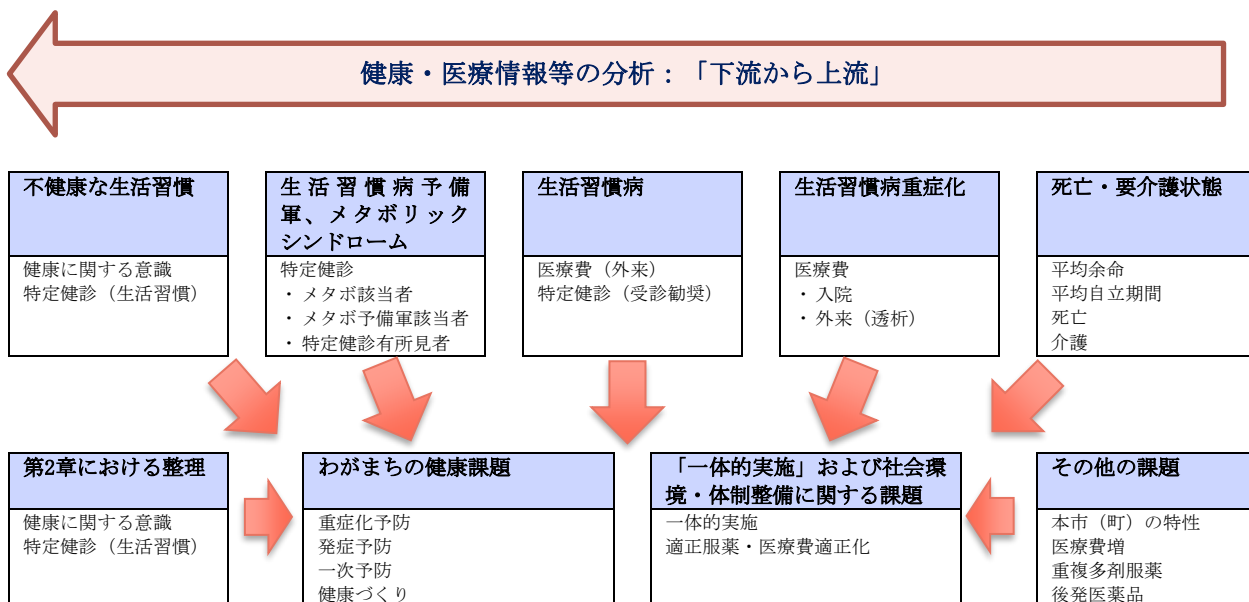 健康・医療情報等の分析：「下流から上流」
不健康な生活習慣
健康に関する意識
特定健診（生活習慣）
生活習慣病予備
軍、メタボリック
シンドローム
特定健診
・メタボ該当者
・メタボ予備軍該当者
・特定健診有所見者
生活習慣病
医療費（外来）
特定健診（受診勧奨）
生活習慣病重症化
医療費
・入院
・外来（透析）
死亡・要介護状態
平均余命
平均自立期間
死亡
介護
第2章における整理
健康に関する意識
特定健診（生活習慣）
わがまちの健康課題
重症化予防
発症予防
一次予防
健康づくり
「一体的実施」および社会環
境・体制整備に関する課題
一体的実施
適正服薬・医療費適正化
その他の課題
本市（町）の特性
医療費増
重複多剤服薬
後発医薬品